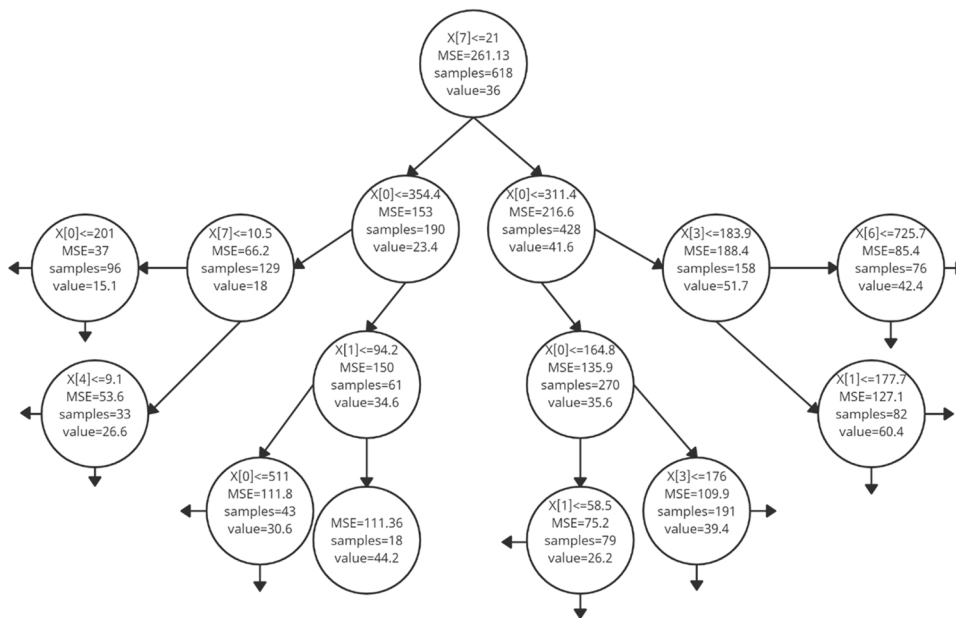 X[7]<=21
MSE=261.13
samples=618
value=36
X[0]<=354.4
MSE=153
samples=190
value=23.4
X[0]<=311.4
MSE=216.6
samples=428
value=41.6
X[0]<=201
MSE=37
samples=96
value=15.1
X[7]<=10.5
MSE=66.2
samples=129
value=18
X[3]<=183.9
MSE=188.4
samples=158
value=51.7
X[6]<=725.7
MSE=85.4
samples=76
value=42.4
X[4]<=9.1
MSE=53.6
samples=33
value=26.6
X[1]<=94.2
MSE=150
samples=61
value=34.6
X[0]<=164.8
MSE=135.9
samples=270
value=35.6
X[1]<=177.7
MSE=127.1
samples=82
value=60.4
X[0]<=511
MSE=111.8
samples=43
value=30.6
MSE=111.36
samples=18
value=44.2
X[1]<=58.5
MSE=75.2
samples=79
value=26.2
X[3]<=176
MSE=109.9
samples=191
value=39.4